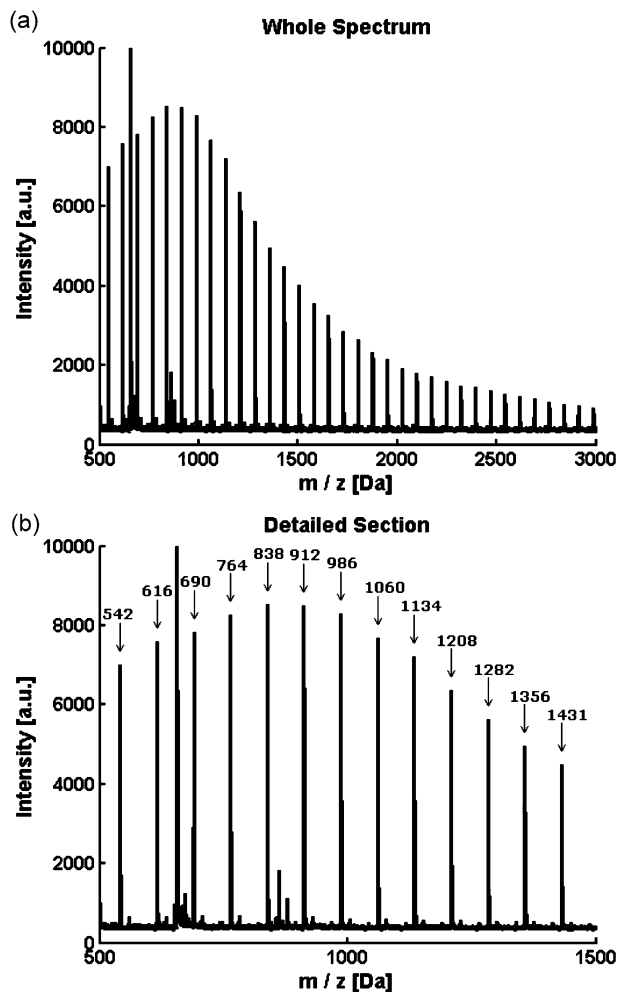 (a)
Whole Spectrum
10000
8000
6000
4000
2000
0
Intensity [a.u.]
500 1000 1500 2000 2500 3000
m / z [Da]
(b)
Detailed Section
10000
8000
6000
4000
2000
0
Intensity [a.u.]
542 616 690 764 838 912 986 1060 1134 1208 1282 1356 1431
500 1000 1500
m / z [Da]